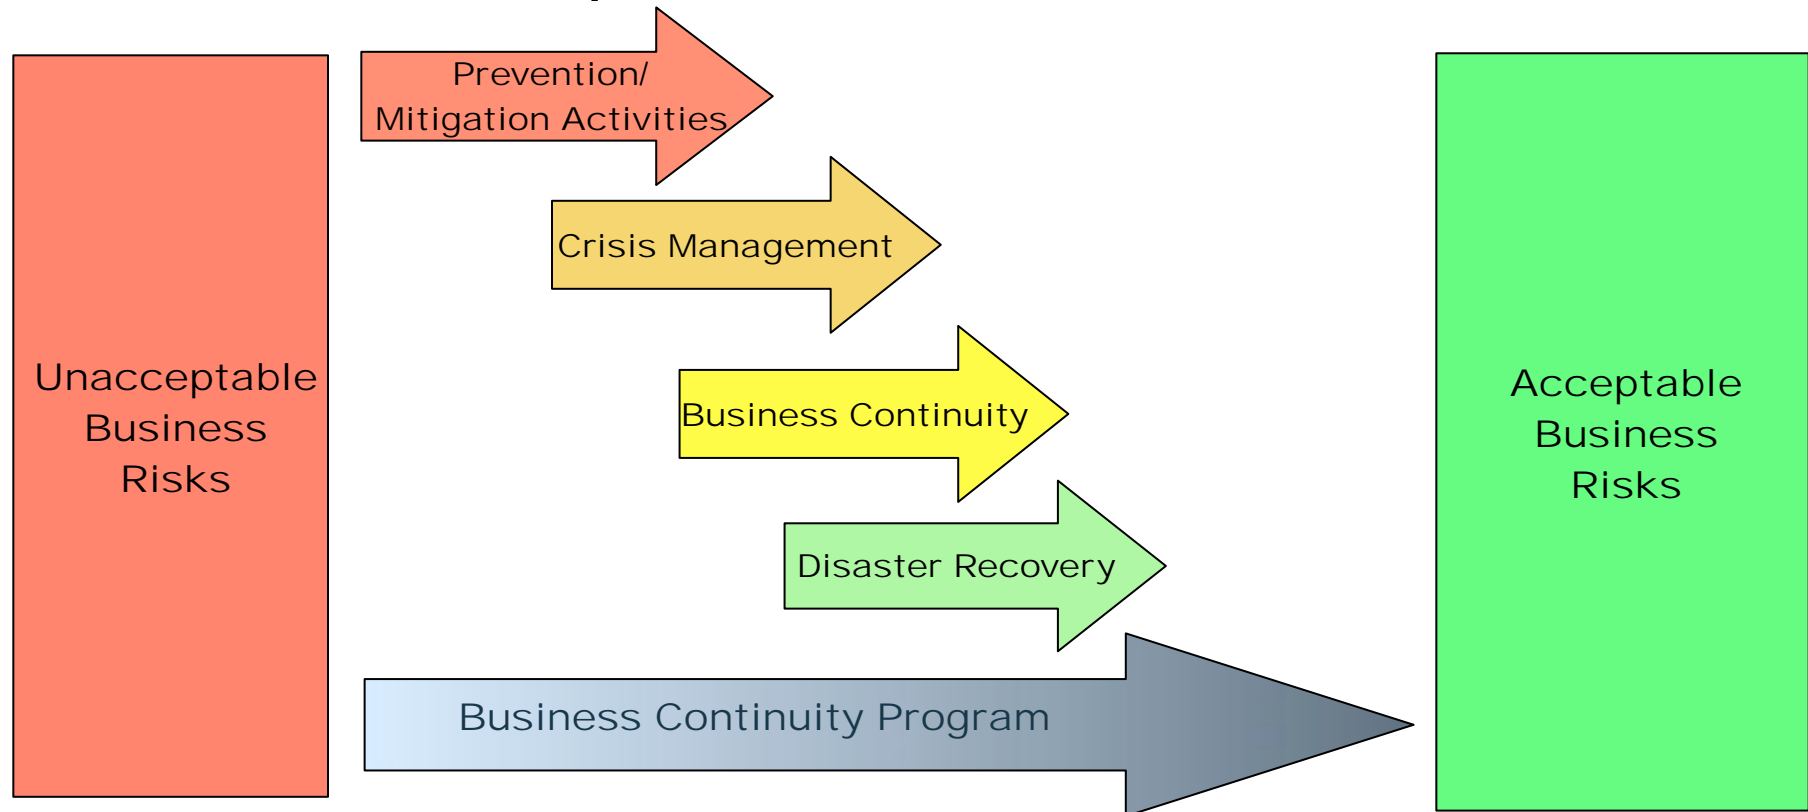 Prevention/
Mitigation Activities
Crisis Management
Unacceptable
Business
Risks
Business Continuity
Acceptable
Business
Risks
Disaster Recovery
Business Continuity Program